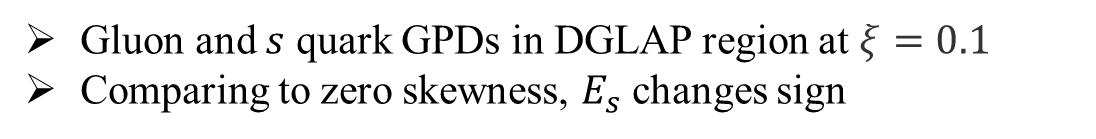 ➢ Gluon and s quark GPDs in DGLAP region at ξ = 0.1
➢ Comparing to zero skewness, E_s changes sign